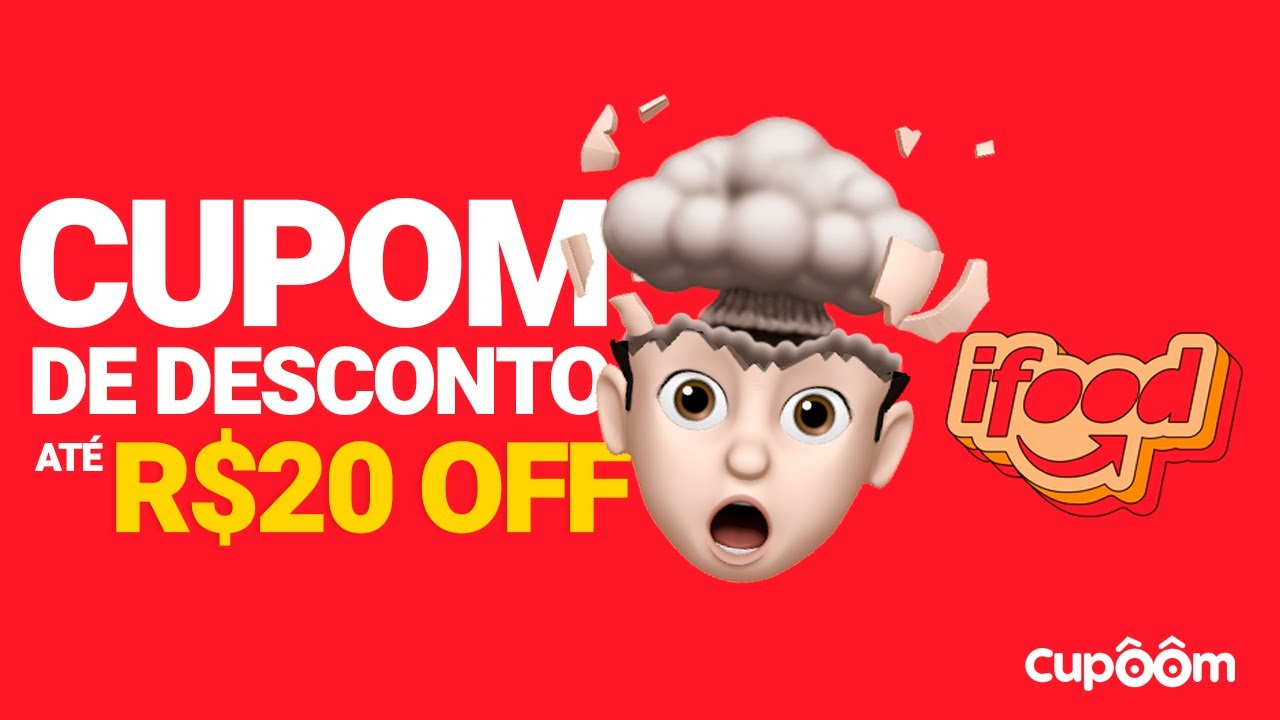 CUPOM
DE DESCONTO
ATÉ R$20 OFF
ifood
Cupôôm